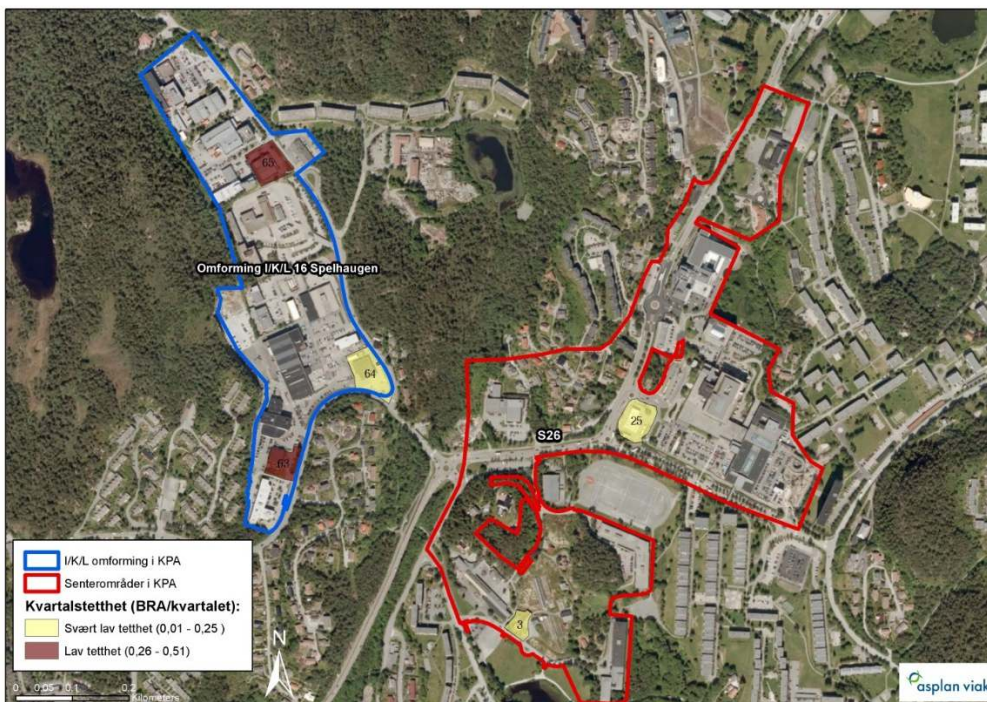 65
Omforming I/K/L 16 Spelhaugen
64
25
S26
63
3
I/K/L omforming i KPA
Senterområder i KPA
Kvartalstetthet (BRA/kvartalet):
Svært lav tetthet (0,01 - 0,25 )
Lav tetthet (0,26 - 0,51)
N
0 0,05 0,1 0,2
Kilometers
asplan viak